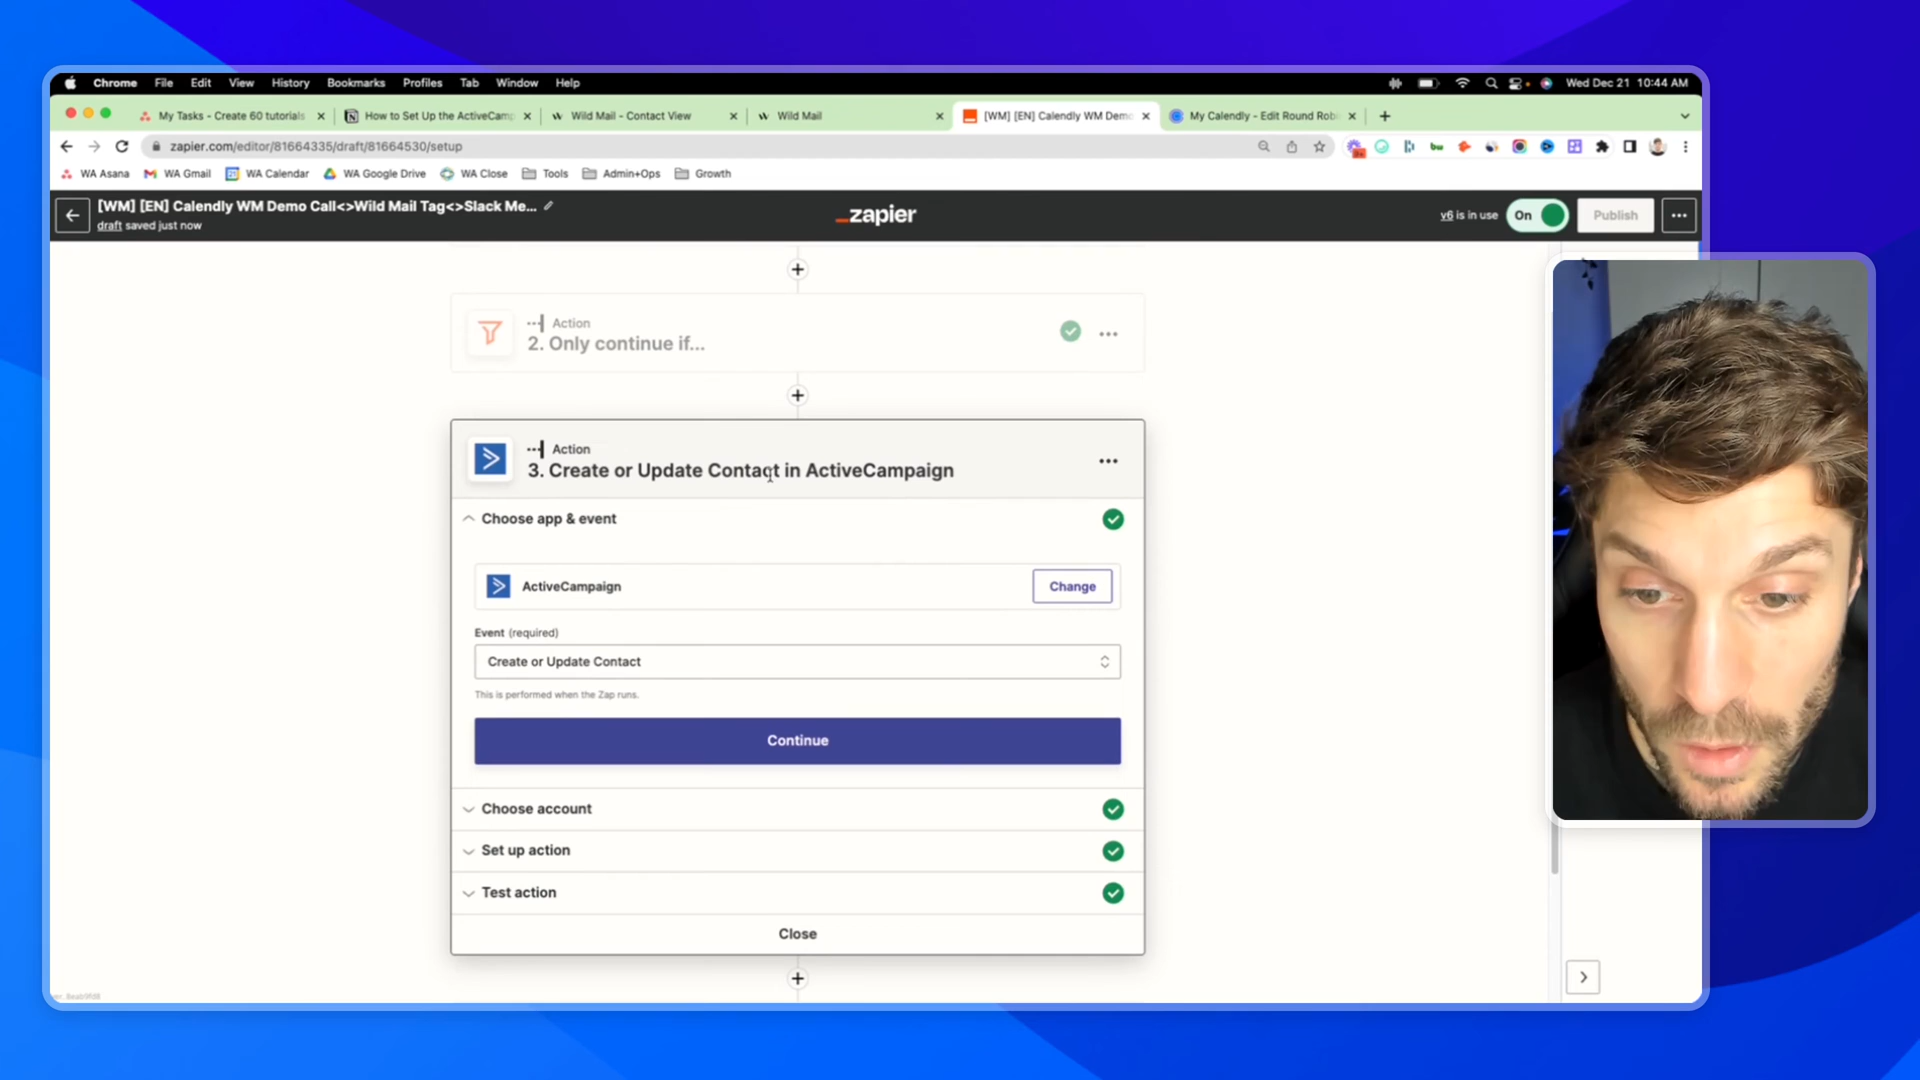 Chrome File Edit View History Bookmarks Profiles Tab Window Help
Wed Dec 21 10:44 AM
My Tasks - Create 60 tutorials
How to Set Up the ActiveCamp
Wild Mail - Contact View
Wild Mail
[WM] [EN] Calendly WM Demo
My Calendly - Edit Round Rob
zapier.com/editor/81664335/draft/81664530/setup
WA Asana WA Gmail WA Calendar WA Google Drive WA Close Tools Admin+Ops Growth
[WM] [EN] Calendly WM Demo Call<>Wild Mail Tag<>Slack Me...
draft saved just now
_zapier
v6 is in use
On
Publish
Action
2. Only continue if...
Action
3. Create or Update Contact in ActiveCampaign
Choose app & event
ActiveCampaign
Change
Event (required)
Create or Update Contact
This is performed when the Zap runs.
Continue
Choose account
Set up action
Test action
Close